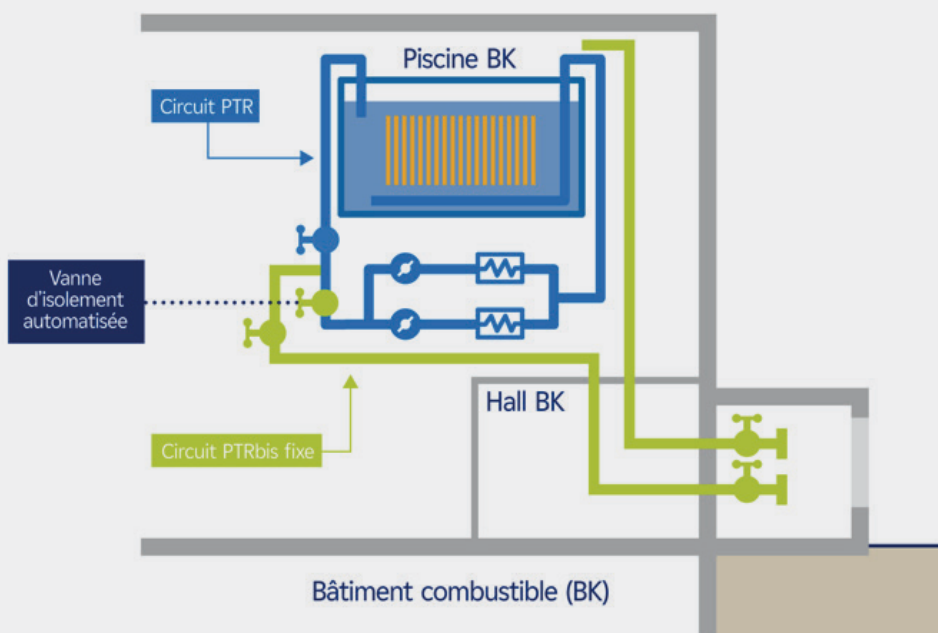 Piscine BK
Circuit PTR
Vanne
d'isolement
automatisée
Hall BK
Circuit PTRbis fixe
Bâtiment combustible (BK)